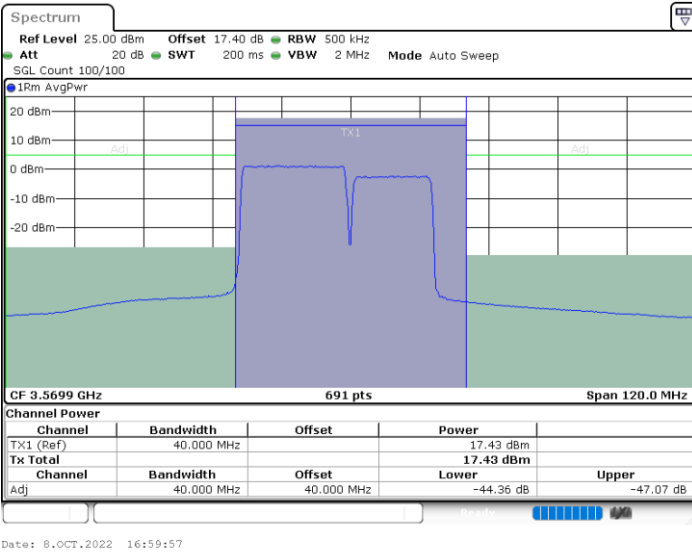 Spectrum
Ref Level 25.00 dBm Offset 17.40 dB RBW 500 kHz
Att 20 dB SWT 200 ms VBW 2 MHz Mode Auto Sweep
SGL Count 100/100
1Rm AvgPwr
20 dBm
TX1
10 dBm
Adj Adj
0 dBm
-10 dBm
-20 dBm
CF 3.5699 GHz 691 pts Span 120.0 MHz
Channel Power
Channel Bandwidth Offset Power
TX1 (Ref) 40.000 MHz 17.43 dBm
Tx Total 17.43 dBm
Channel Bandwidth Offset Lower Upper
Adj 40.000 MHz 40.000 MHz -44.36 dB -47.07 dB
Ready
Date: 8.OCT.2022 16:59:57